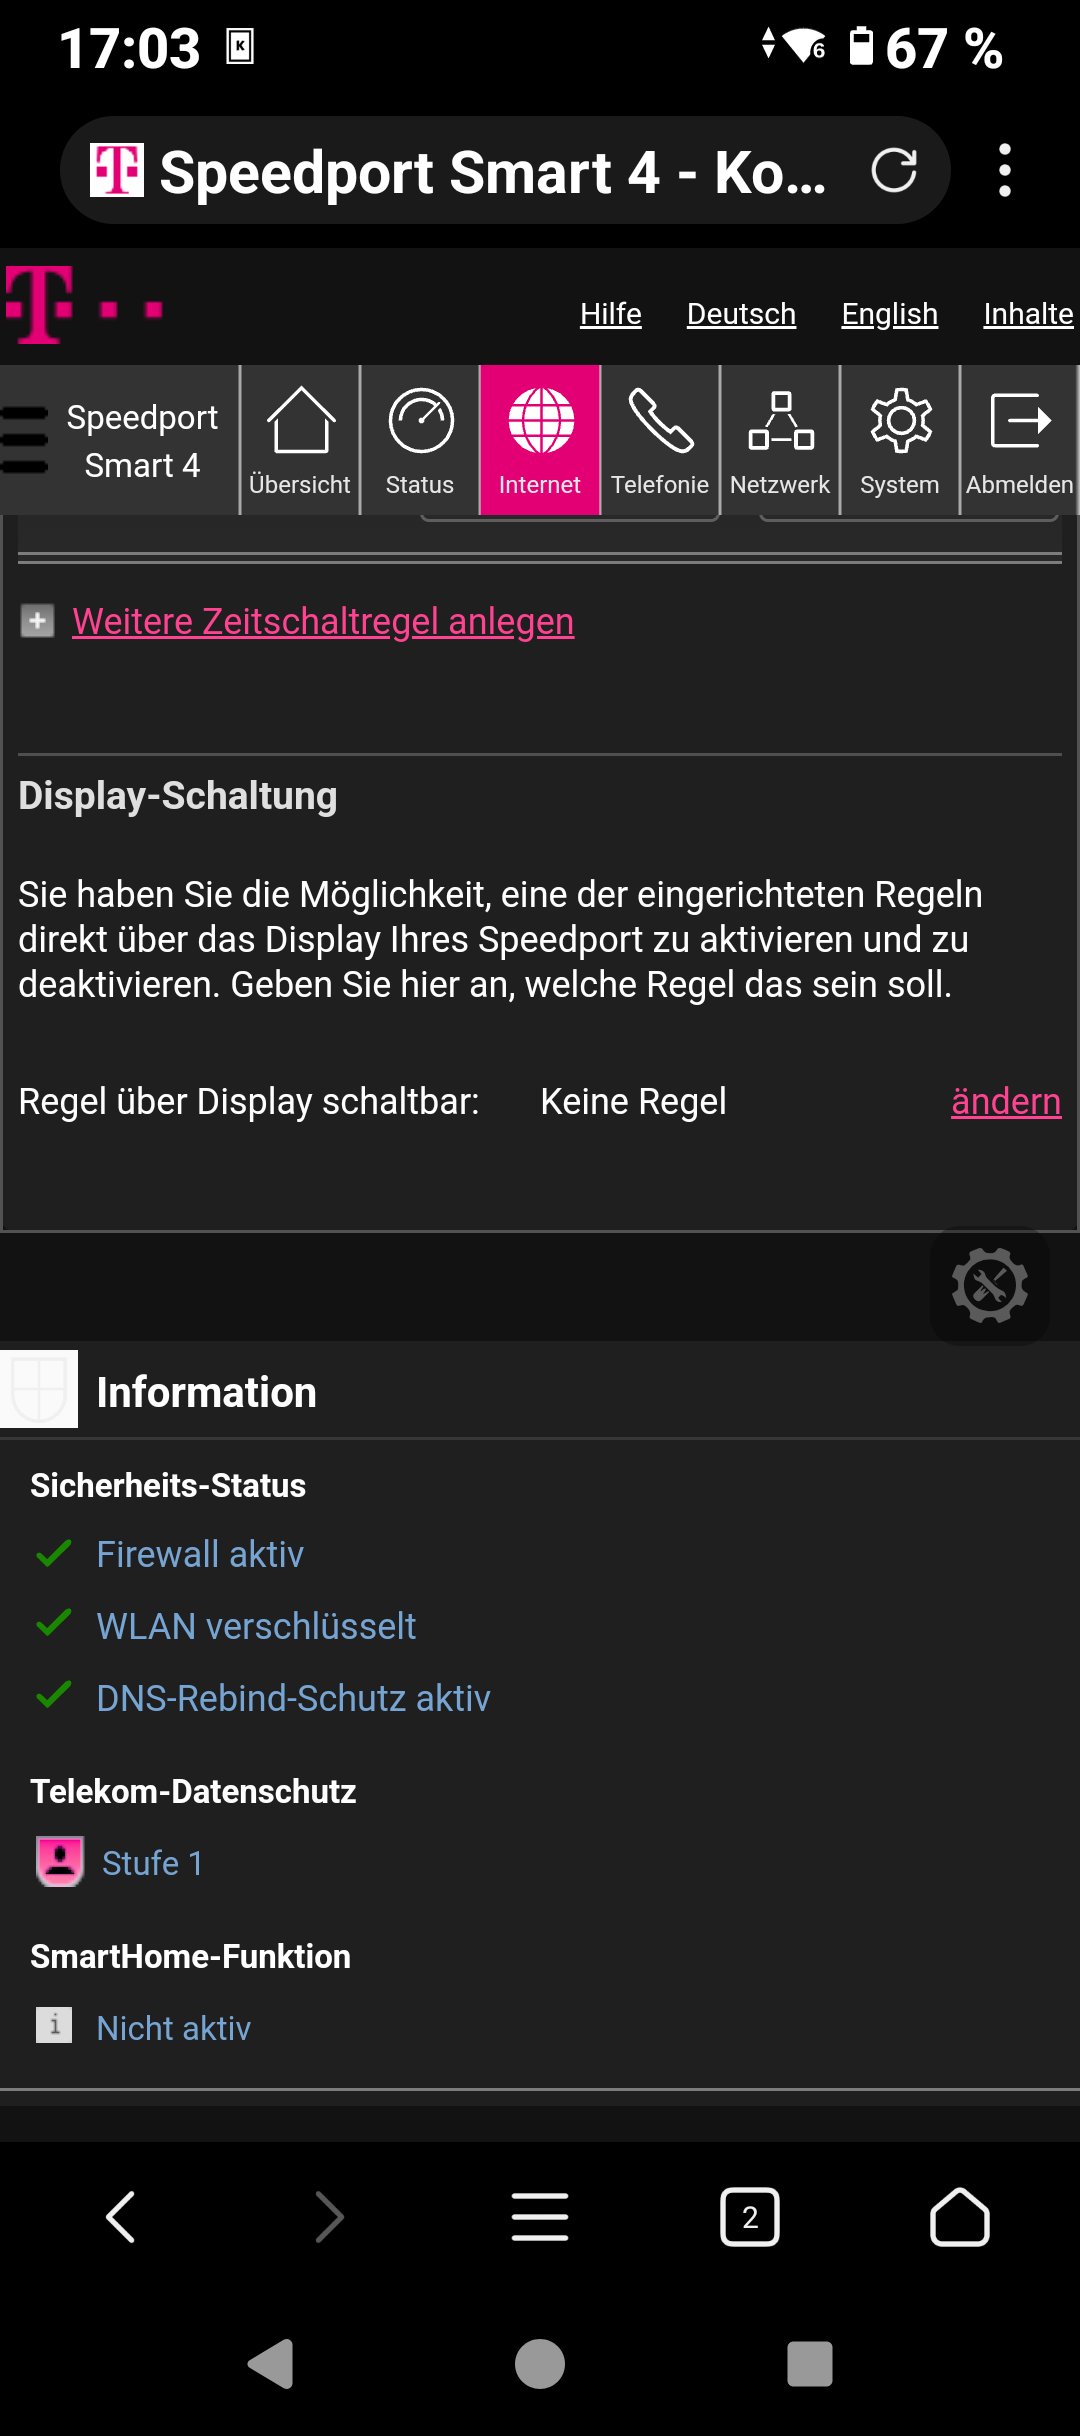 17:03 K 6 67 %
Speedport Smart 4 - Ko...
Hilfe Deutsch English Inhalte
Speedport
Smart 4
Übersicht Status Internet Telefonie Netzwerk System Abmelden
Weitere Zeitschaltregel anlegen
Display-Schaltung
Sie haben Sie die Möglichkeit, eine der eingerichteten Regeln
direkt über das Display Ihres Speedport zu aktivieren und zu
deaktivieren. Geben Sie hier an, welche Regel das sein soll.
Regel über Display schaltbar: Keine Regel ändern
Information
Sicherheits-Status
Firewall aktiv
WLAN verschlüsselt
DNS-Rebind-Schutz aktiv
Telekom-Datenschutz
Stufe 1
SmartHome-Funktion
i Nicht aktiv
2